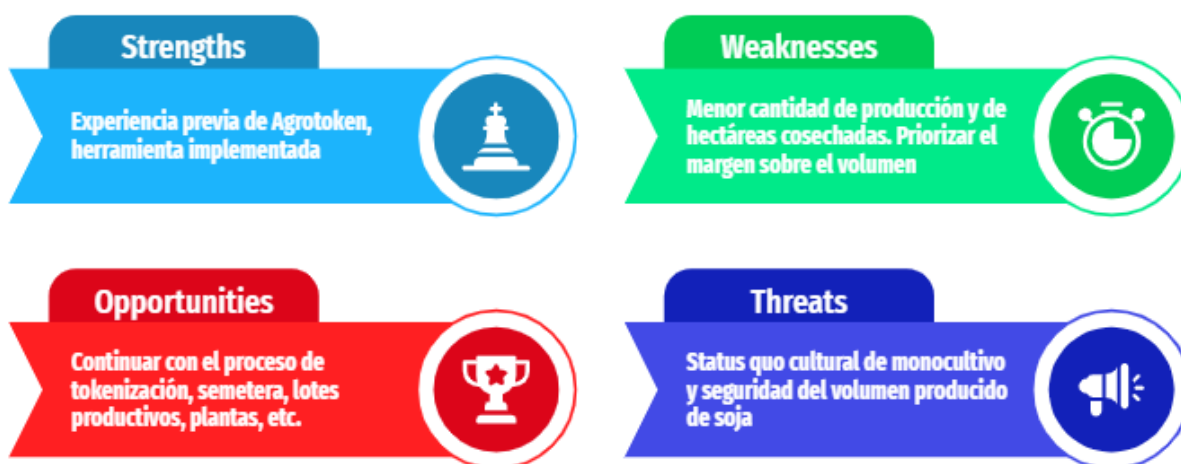 Strengths
Experiencia previa de Agrotoken,
herramienta implementada
Weaknesses
Menor cantidad de producción y de
hectáreas cosechadas. Priorizar el
margen sobre el volumen
Opportunities
Continuar con el proceso de
tokenización, semetera, lotes
productivos, plantas, etc.
Threats
Status quo cultural de monocultivo
y seguridad del volumen producido
de soja